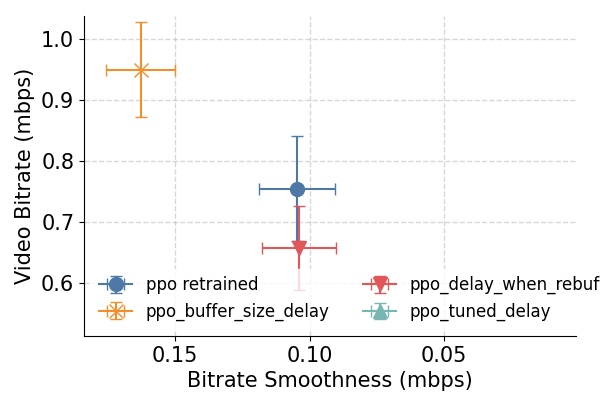 1.0
0.9
0.8
0.7
0.6
Video Bitrate (mbps)
ppo retrained
ppo_buffer_size_delay
ppo_delay_when_rebuf
ppo_tuned_delay
0.15
0.10
0.05
Bitrate Smoothness (mbps)